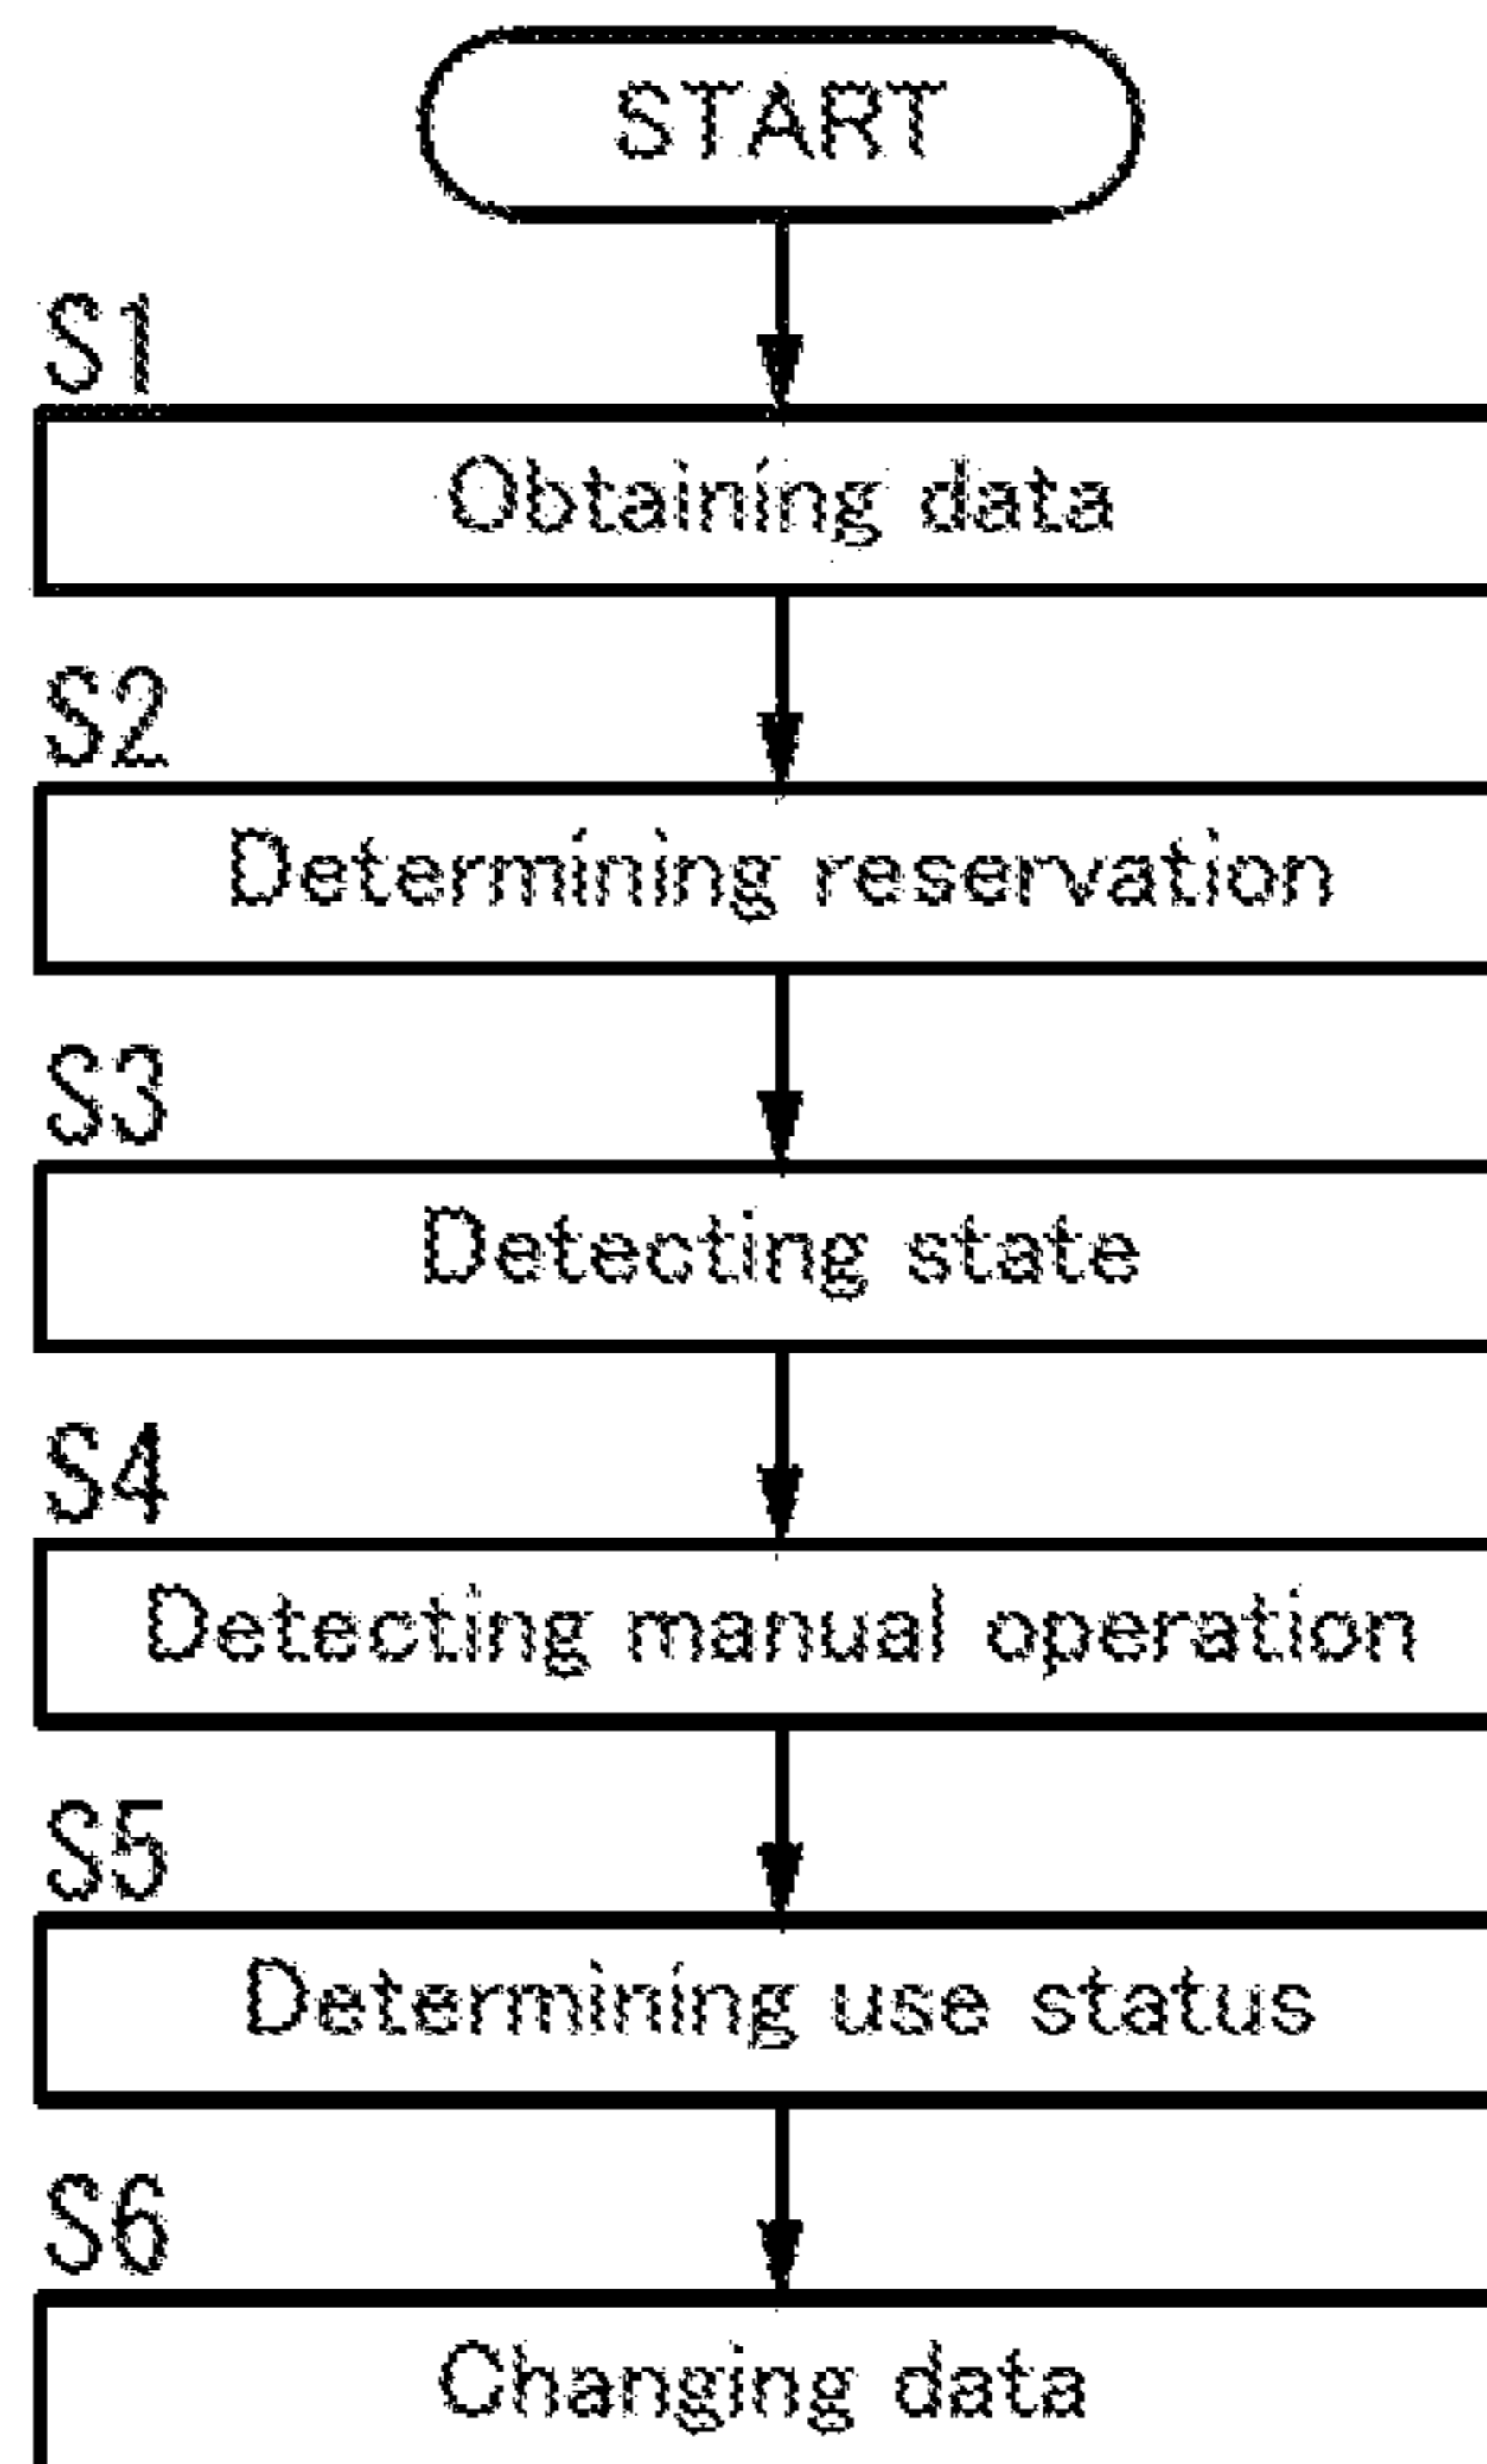 START
S1
Obtaining data
S2
Determining reservation
S3
Detecting state
S4
Detecting manual operation
S5
Determining use status
S6
Changing data